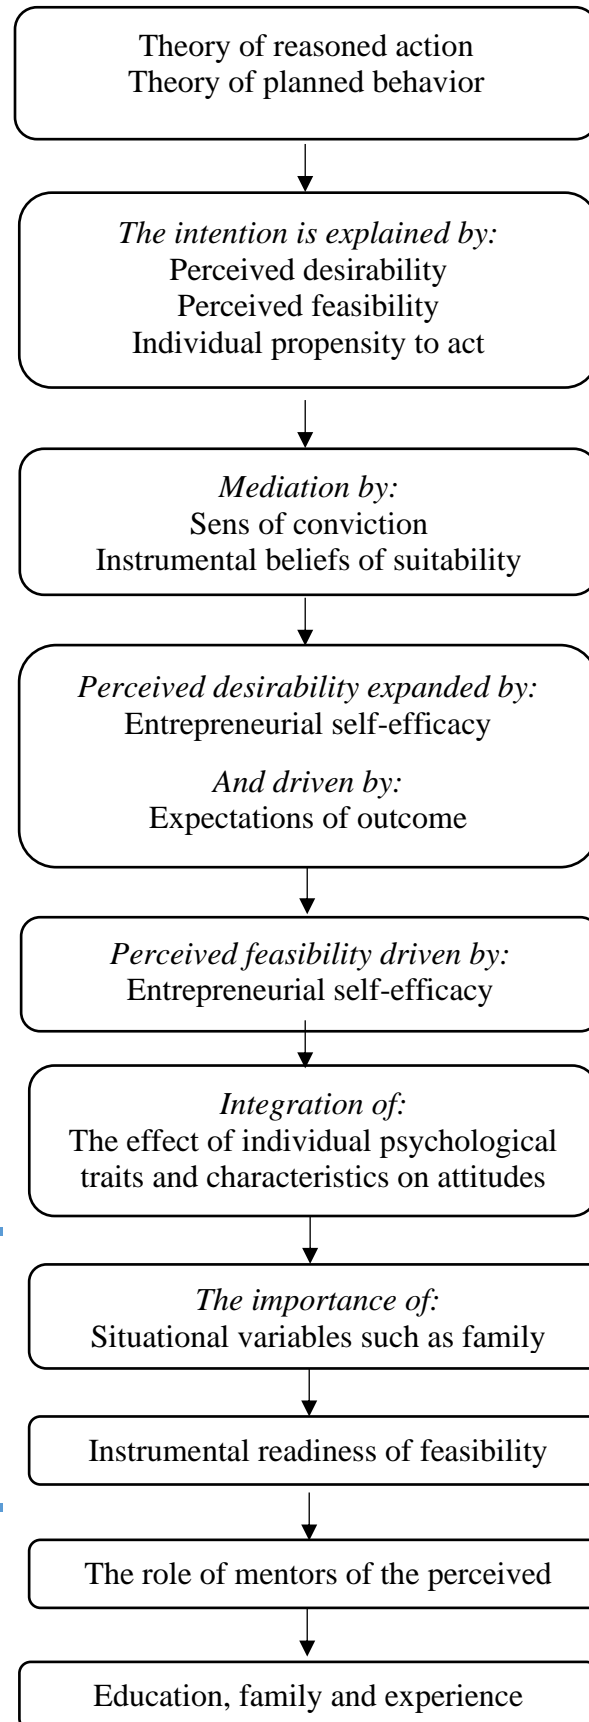 Theory of reasoned action
Theory of planned behavior
The intention is explained by:
Perceived desirability
Perceived feasibility
Individual propensity to act
Mediation by:
Sens of conviction
Instrumental beliefs of suitability
Perceived desirability expanded by:
Entrepreneurial self-efficacy
And driven by:
Expectations of outcome
Perceived feasibility driven by:
Entrepreneurial self-efficacy
Integration of:
The effect of individual psychological
traits and characteristics on attitudes
The importance of:
Situational variables such as family
Instrumental readiness of feasibility
The role of mentors of the perceived
Education, family and experience